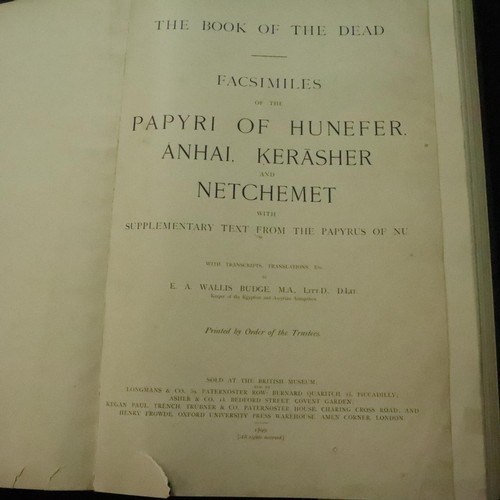 THE BOOK OF THE DEAD
FACSIMILES
OF THE
PAPYRI OF HUNEFER,
ANHAI, KERĀSHER
AND
NETCHEMET
WITH
SUPPLEMENTARY TEXT FROM THE PAPYRUS OF NU
WITH TRANSCRIPTS, TRANSLATIONS, ETC.
BY
E. A. WALLIS BUDGE, M.A., LITT.D., D.LIT.
Keeper of the Egyptian and Assyrian Antiquities
Printed by Order of the Trustees
SOLD AT THE BRITISH MUSEUM,
LONGMANS & CO., 39, PATERNOSTER ROW; BERNARD QUARITCH, 15, PICCADILLY;
ASHER & CO., BEDFORD STREET, COVENT GARDEN;
KEGAN PAUL, TRENCH, TRÜBNER & CO., PATERNOSTER HOUSE, CHARING CROSS ROAD; AND
HENRY FROWDE, OXFORD UNIVERSITY PRESS WAREHOUSE, AMEN CORNER, LONDON.
(All rights reserved)